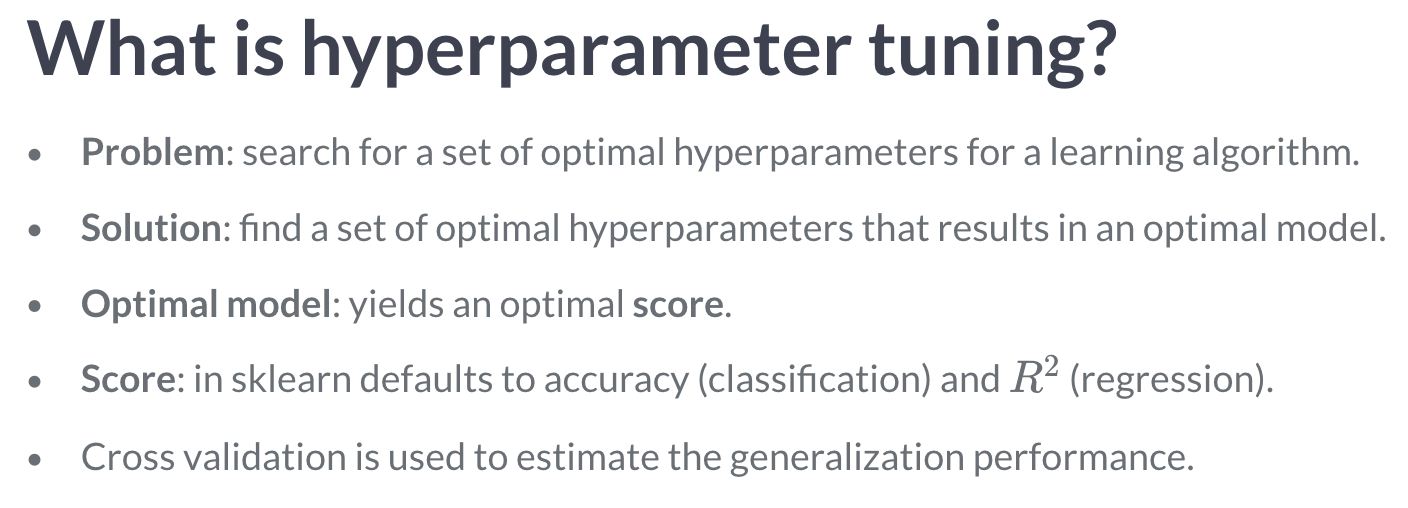 What is hyperparameter tuning?
• Problem: search for a set of optimal hyperparameters for a learning algorithm.
• Solution: find a set of optimal hyperparameters that results in an optimal model.
• Optimal model: yields an optimal score.
• Score: in sklearn defaults to accuracy (classification) and R² (regression).
• Cross validation is used to estimate the generalization performance.